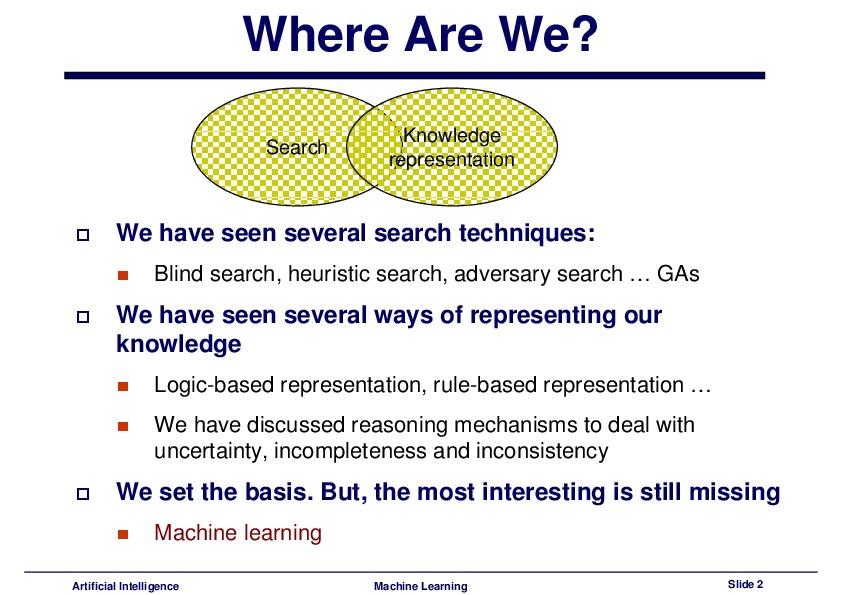 Where Are We?
Search
Knowledge
representation
We have seen several search techniques:
Blind search, heuristic search, adversary search … GAs
We have seen several ways of representing our
knowledge
Logic-based representation, rule-based representation …
We have discussed reasoning mechanisms to deal with
uncertainty, incompleteness and inconsistency
We set the basis. But, the most interesting is still missing
Machine learning
Artificial Intelligence
Machine Learning
Slide 2